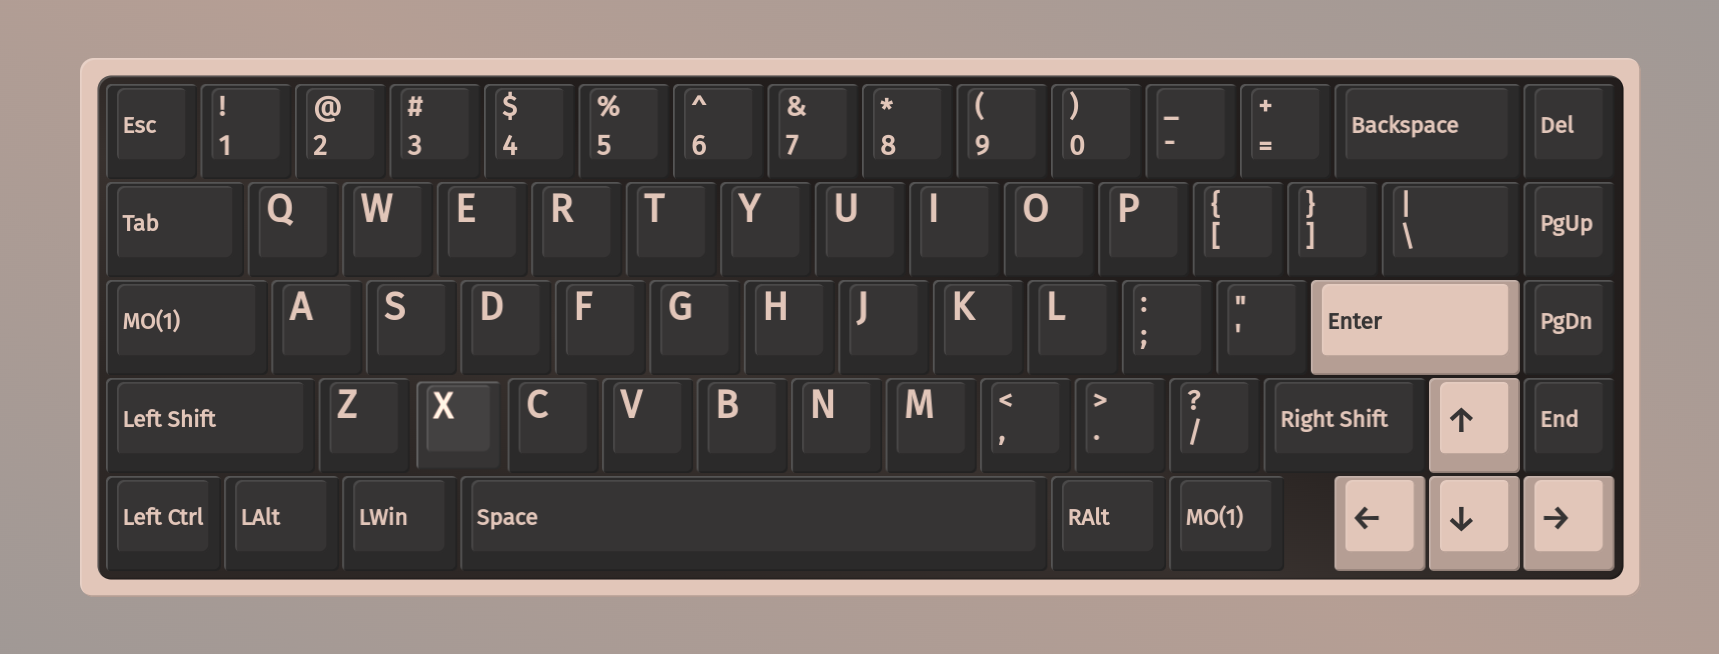 Esc ! 1 @ 2 # 3 $ 4 % 5 ^ 6 & 7 * 8 ( 9 ) 0 _ - + = Backspace Del
Tab Q W E R T Y U I O P { [ } ] | \ PgUp
MO(1) A S D F G H J K L : ; " ' Enter PgDn
Left Shift Z X C V B N M < , > . ? / Right Shift ↑ End
Left Ctrl LAlt LWin Space RAlt MO(1) ← ↓ →